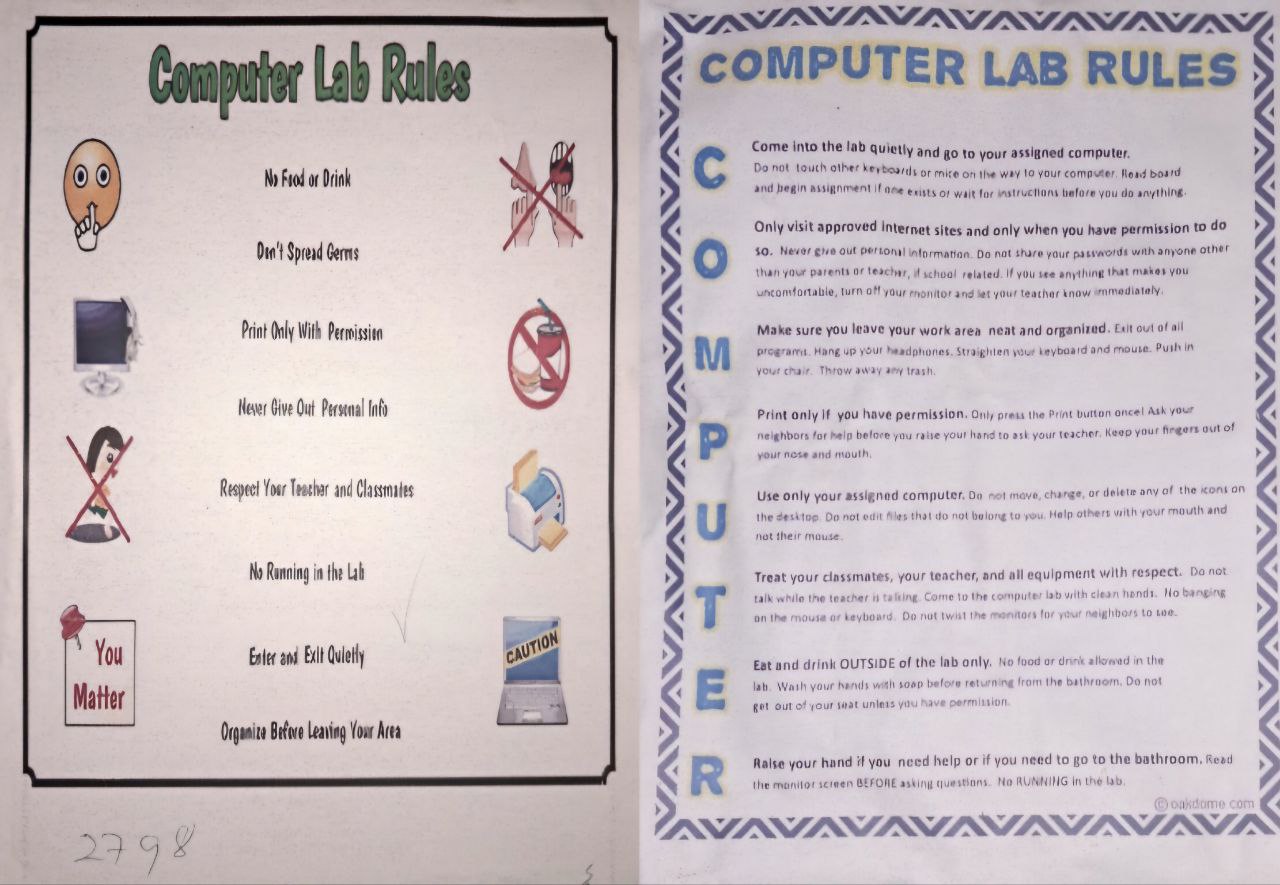 Computer Lab Rules
No Food or Drink
Don't Spread Germs
Print Only With Permission
Never Give Out Personal Info
Respect Your Teacher and Classmates
No Running in the Lab
Enter and Exit Quietly
Organize Before Leaving Your Area
You
Matter
CAUTION
2798
COMPUTER LAB RULES
C
Come into the lab quietly and go to your assigned computer.
Do not touch other keyboards or mice on the way to your computer. Read board
and begin assignment if one exists or wait for instructions before you do anything.
O
Only visit approved Internet sites and only when you have permission to do
so. Never give out personal information. Do not share your passwords with anyone other
than your parents or teacher, if school related. If you see anything that makes you
uncomfortable, turn off your monitor and let your teacher know immediately.
M
Make sure you leave your work area neat and organized. Exit out of all
programs. Hang up your headphones. Straighten your keyboard and mouse. Push in
your chair. Throw away any trash.
P
Print only if you have permission. Only press the Print button once! Ask your
neighbors for help before you raise your hand to ask your teacher. Keep your fingers out of
your nose and mouth.
U
Use only your assigned computer. Do not move, change, or delete any of the icons on
the desktop. Do not edit files that do not belong to you. Help others with your mouth and
not their mouse.
T
Treat your classmates, your teacher, and all equipment with respect. Do not
talk while the teacher is talking. Come to the computer lab with clean hands. No banging
on the mouse or keyboard. Do not twist the monitors for your neighbors to see.
E
Eat and drink OUTSIDE of the lab only. No food or drink allowed in the
lab. Wash your hands with soap before returning from the bathroom. Do not
get out of your seat unless you have permission.
R
Raise your hand if you need help or if you need to go to the bathroom. Read
the monitor screen BEFORE asking questions. No RUNNING in the lab.
© oakdome.com